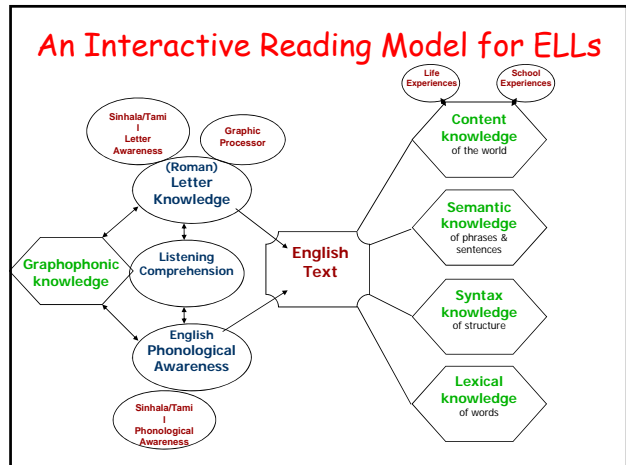 An Interactive Reading Model for ELLs
Life
Experiences
School
Experiences
Sinhala/Tami
l
Letter
Awareness
Graphic
Processor
(Roman)
Letter
Knowledge
Graphophonic
knowledge
Listening
Comprehension
English
Phonological
Awareness
Sinhala/Tami
l
Phonological
Awareness
English
Text
Content
knowledge
of the world
Semantic
knowledge
of phrases &
sentences
Syntax
knowledge
of structure
Lexical
knowledge
of words